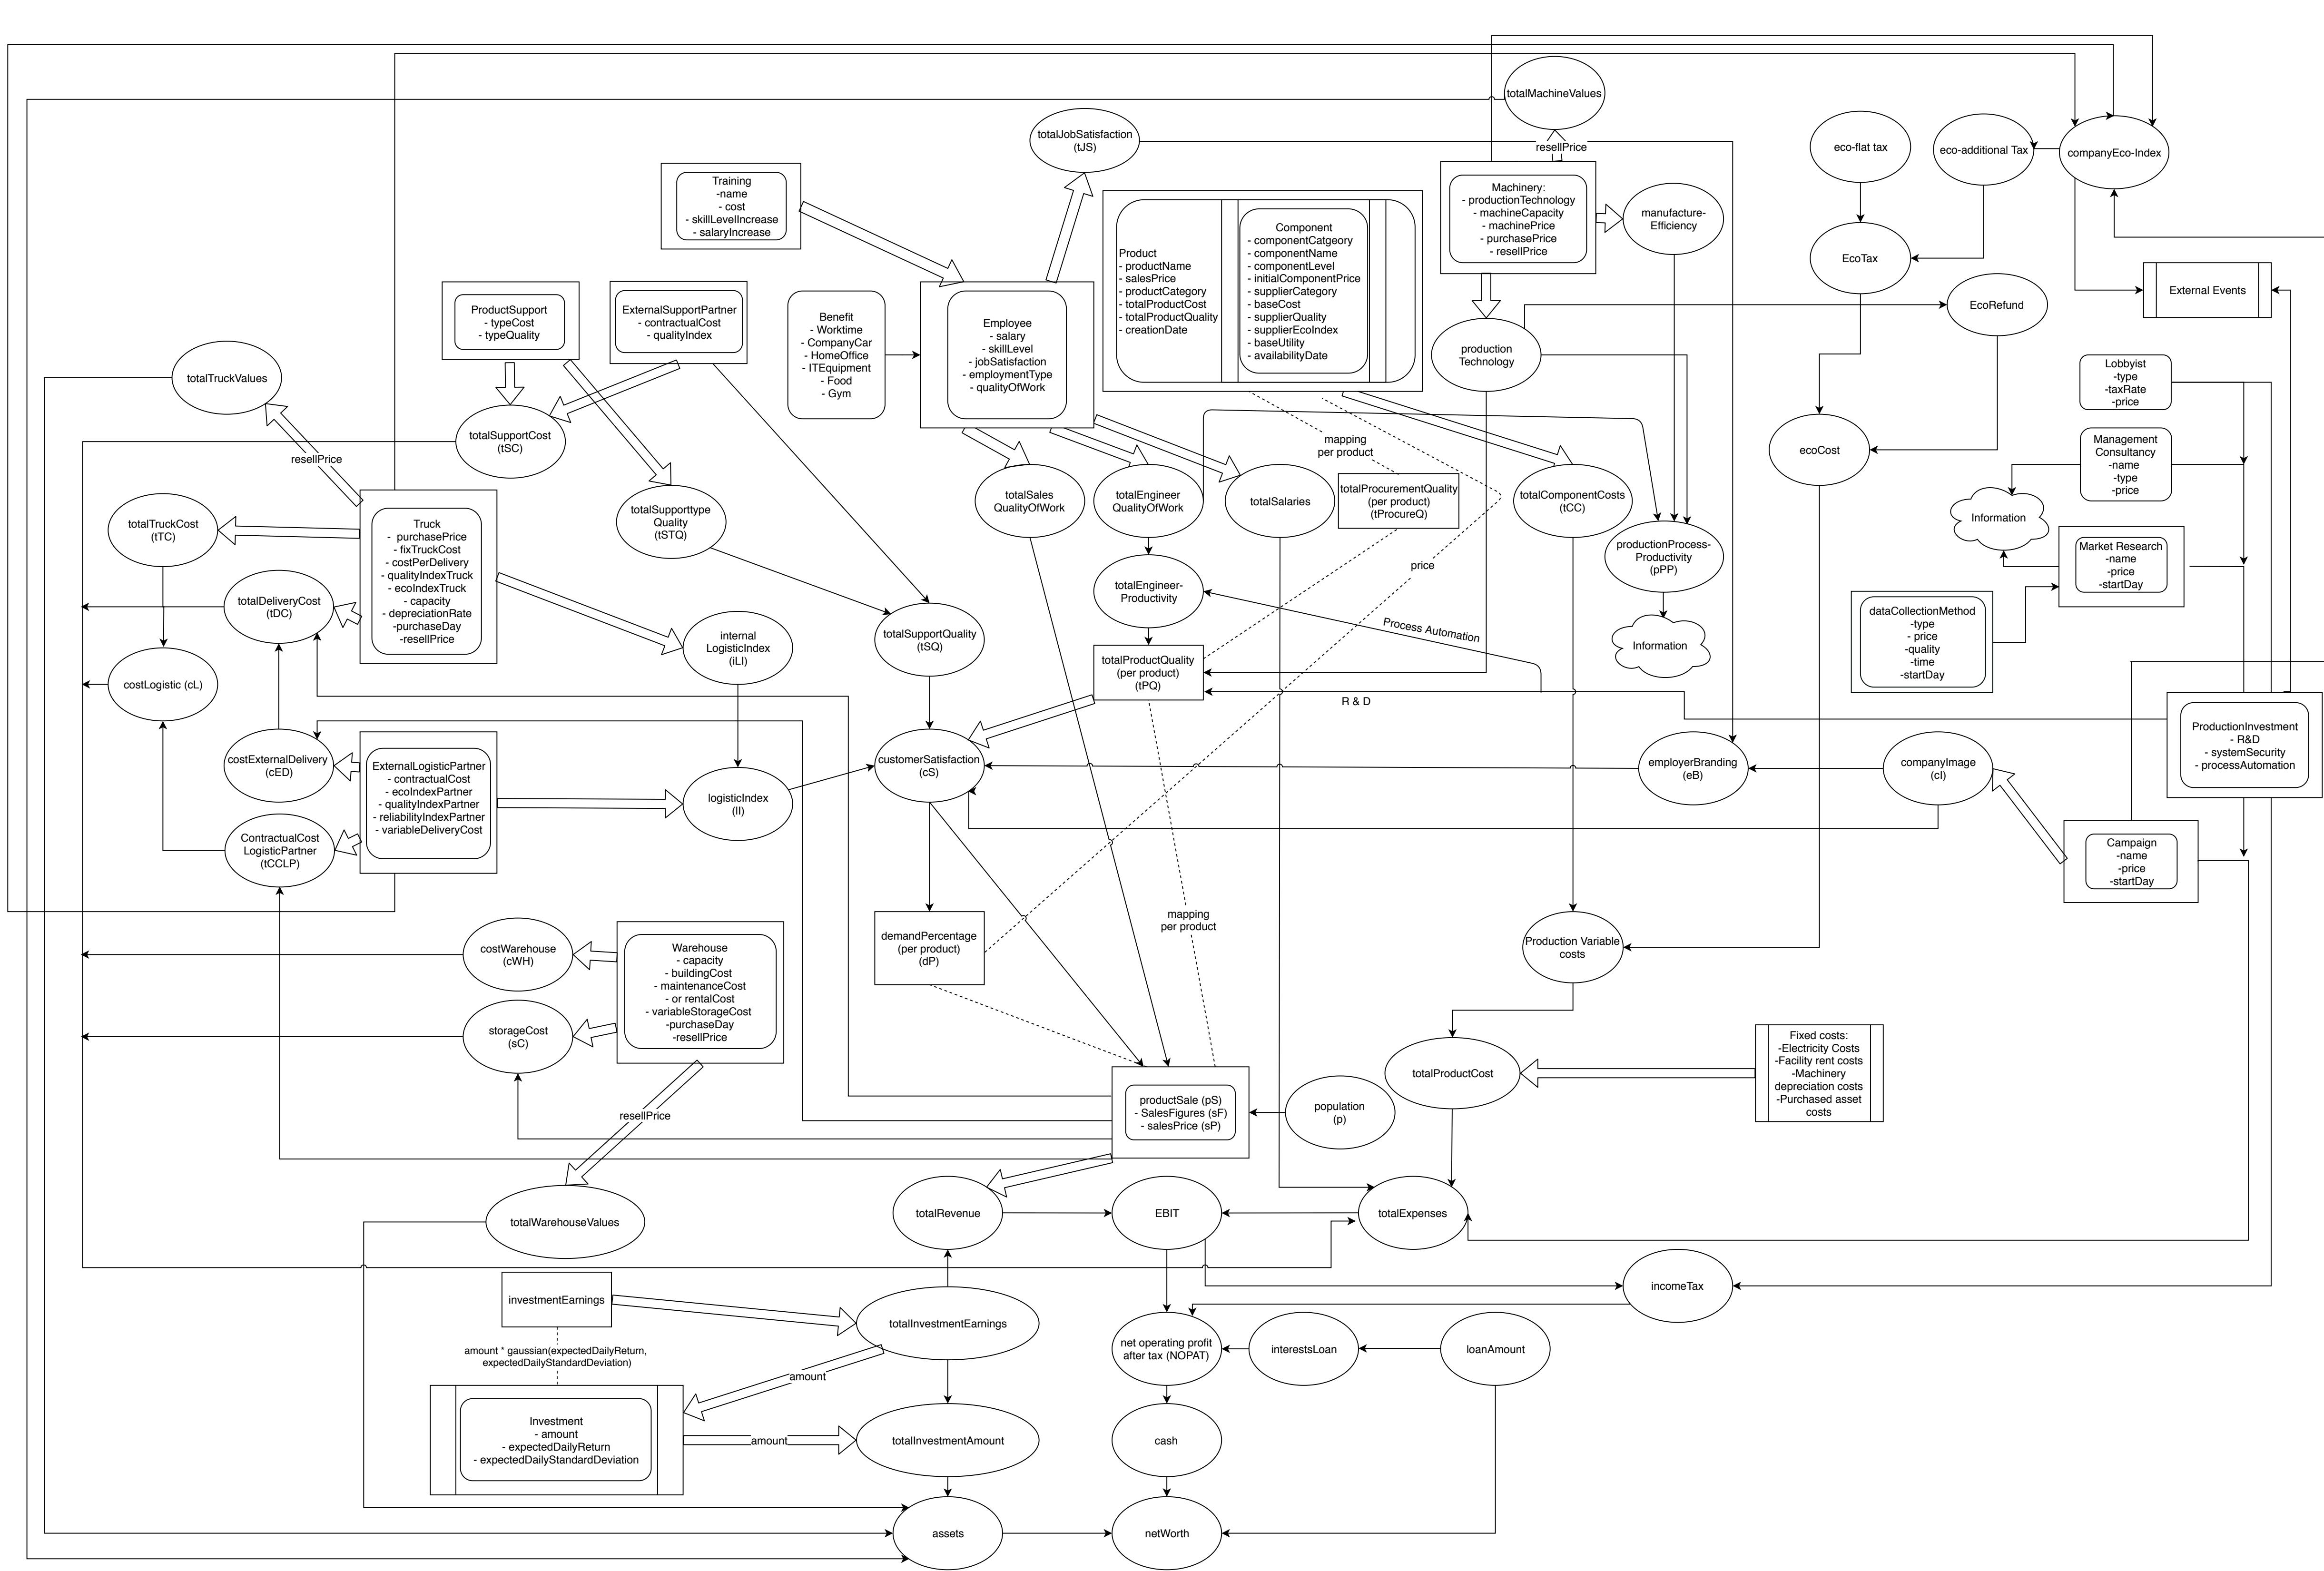 totalMachineValues
resellPrice
totalJobSatisfaction
(tJS)
eco-flat tax
eco-additional Tax
companyEco-Index
Training
-name
- cost
- skillLevelIncrease
- salaryIncrease
Machinery:
- productionTechnology
- machineCapacity
- machinePrice
- purchasePrice
- resellPrice
manufacture-
Efficiency
Product
- productName
- salesPrice
- productCategory
- totalProductCost
- totalProductQuality
- creationDate
Component
- componentCatgeory
- componentName
- componentLevel
- initialComponentPrice
- supplierCategory
- baseCost
- supplierQuality
- supplierEcoIndex
- baseUtility
- availabilityDate
EcoTax
External Events
EcoRefund
ProductSupport
- typeCost
- typeQuality
ExternalSupportPartner
- contractualCost
- qualityIndex
Benefit
- Worktime
- CompanyCar
- HomeOffice
- ITEquipment
- Food
- Gym
Employee
- salary
- skillLevel
- jobSatisfaction
- employmentType
- qualityOfWork
production
Technology
totalTruckValues
Lobbyist
-type
-taxRate
-price
totalSupportCost
(tSC)
resellPrice
mapping
per product
ecoCost
Management
Consultancy
-name
-type
-price
totalTruckCost
(tTC)
Truck
- purchasePrice
- fixTruckCost
- costPerDelivery
- qualityIndexTruck
- ecoIndexTruck
- capacity
- depreciationRate
-purchaseDay
-resellPrice
totalSupporttype
Quality
(tSTQ)
totalSales
QualityOfWork
totalEngineer
QualityOfWork
totalSalaries
totalProcurementQuality
(per product)
(tProcureQ)
totalComponentCosts
(tCC)
Information
productionProcess-
Productivity
(pPP)
Market Research
-name
-price
-startDay
price
totalDeliveryCost
(tDC)
totalEngineer-
Productivity
dataCollectionMethod
-type
- price
-quality
-time
-startDay
Process Automation
Information
internal
LogisticIndex
(iLI)
totalSupportQuality
(tSQ)
totalProductQuality
(per product)
(tPQ)
costLogistic (cL)
R & D
ProductionInvestment
- R&D
- systemSecurity
- processAutomation
costExternalDelivery
(cED)
ExternalLogisticPartner
- contractualCost
- ecoIndexPartner
- qualityIndexPartner
- reliabilityIndexPartner
- variableDeliveryCost
customerSatisfaction
(cS)
employerBranding
(eB)
companyImage
(cI)
logisticIndex
(lI)
ContractualCost
LogisticPartner
(tCCLP)
Campaign
-name
-price
-startDay
mapping
per product
demandPercentage
(per product)
(dP)
Production Variable
costs
costWarehouse
(cWH)
Warehouse
- capacity
- buildingCost
- maintenanceCost
- or rentalCost
- variableStorageCost
-purchaseDay
-resellPrice
storageCost
(sC)
Fixed costs:
-Electricity Costs
-Facility rent costs
-Machinery
depreciation costs
-Purchased asset
costs
totalProductCost
resellPrice
productSale (pS)
- SalesFigures (sF)
- salesPrice (sP)
population
(p)
totalWarehouseValues
totalRevenue
EBIT
totalExpenses
incomeTax
investmentEarnings
totalInvestmentEarnings
amount * gaussian(expectedDailyReturn,
expectedDailyStandardDeviation)
net operating profit
after tax (NOPAT)
interestsLoan
loanAmount
amount
Investment
- amount
- expectedDailyReturn
- expectedDailyStandardDeviation
amount
totalInvestmentAmount
cash
assets
netWorth